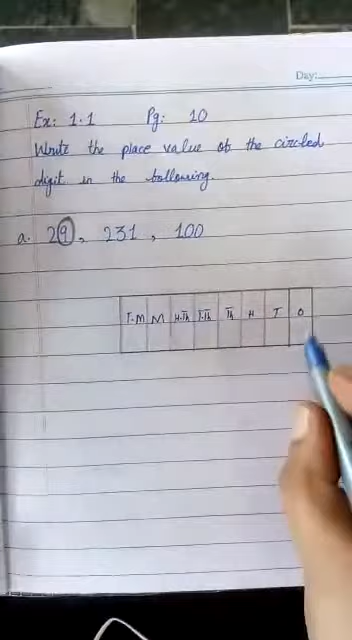 Day:
Ex: 1.1 Pg: 10
Write the place value of the circled
digit in the following.
a. 29, 231, 100
T-M M H-Th T-Th Th H T O